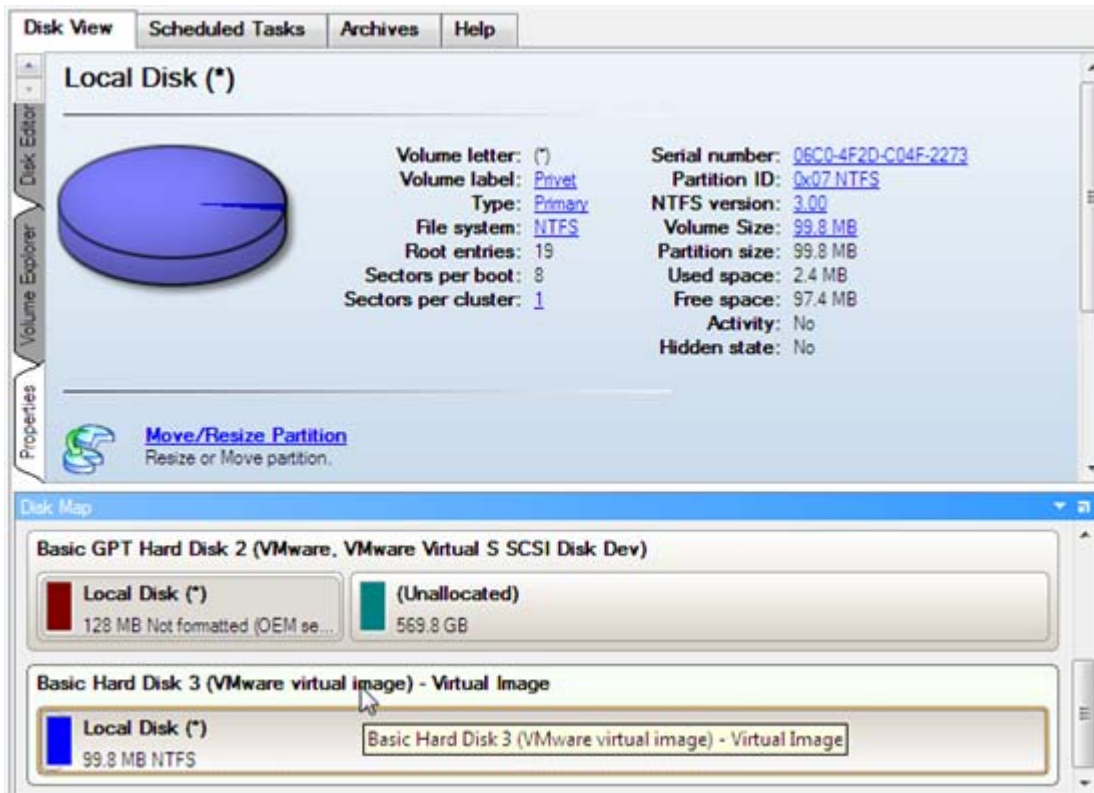 Disk View Scheduled Tasks Archives Help
Local Disk (*)
Disk Editor
Volume Explorer
Properties
Volume letter: (*)
Volume label: Privet
Type: Primary
File system: NTFS
Root entries: 19
Sectors per boot: 8
Sectors per cluster: 1
Serial number: 06C0-4F2D-C04F-2273
Partition ID: 0x07 NTFS
NTFS version: 3.00
Volume Size: 99.8 MB
Partition size: 99.8 MB
Used space: 2.4 MB
Free space: 97.4 MB
Activity: No
Hidden state: No
Move/Resize Partition
Resize or Move partition.
Disk Map
Basic GPT Hard Disk 2 (VMware, VMware Virtual S SCSI Disk Dev)
Local Disk (*)
128 MB Not formatted (OEM se...
(Unallocated)
569.8 GB
Basic Hard Disk 3 (VMware virtual image) - Virtual Image
Local Disk (*)
99.8 MB NTFS
Basic Hard Disk 3 (VMware virtual image) - Virtual Image